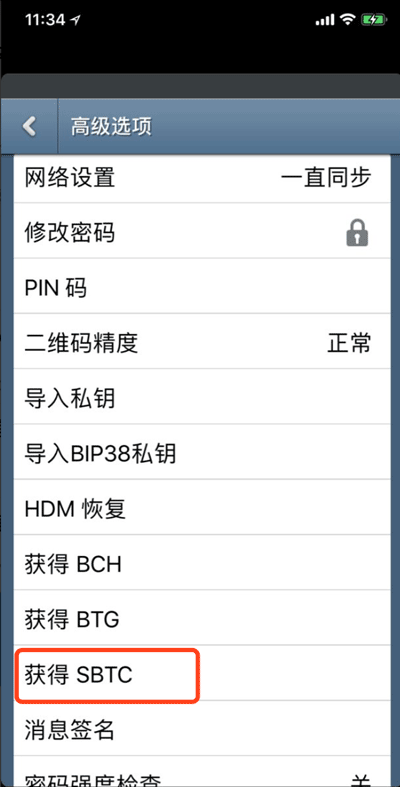 11:34
高级选项
网络设置 一直同步
修改密码
PIN 码
二维码精度 正常
导入私钥
导入BIP38私钥
HDM 恢复
获得 BCH
获得 BTG
获得 SBTC
消息签名
密码强度检查 关